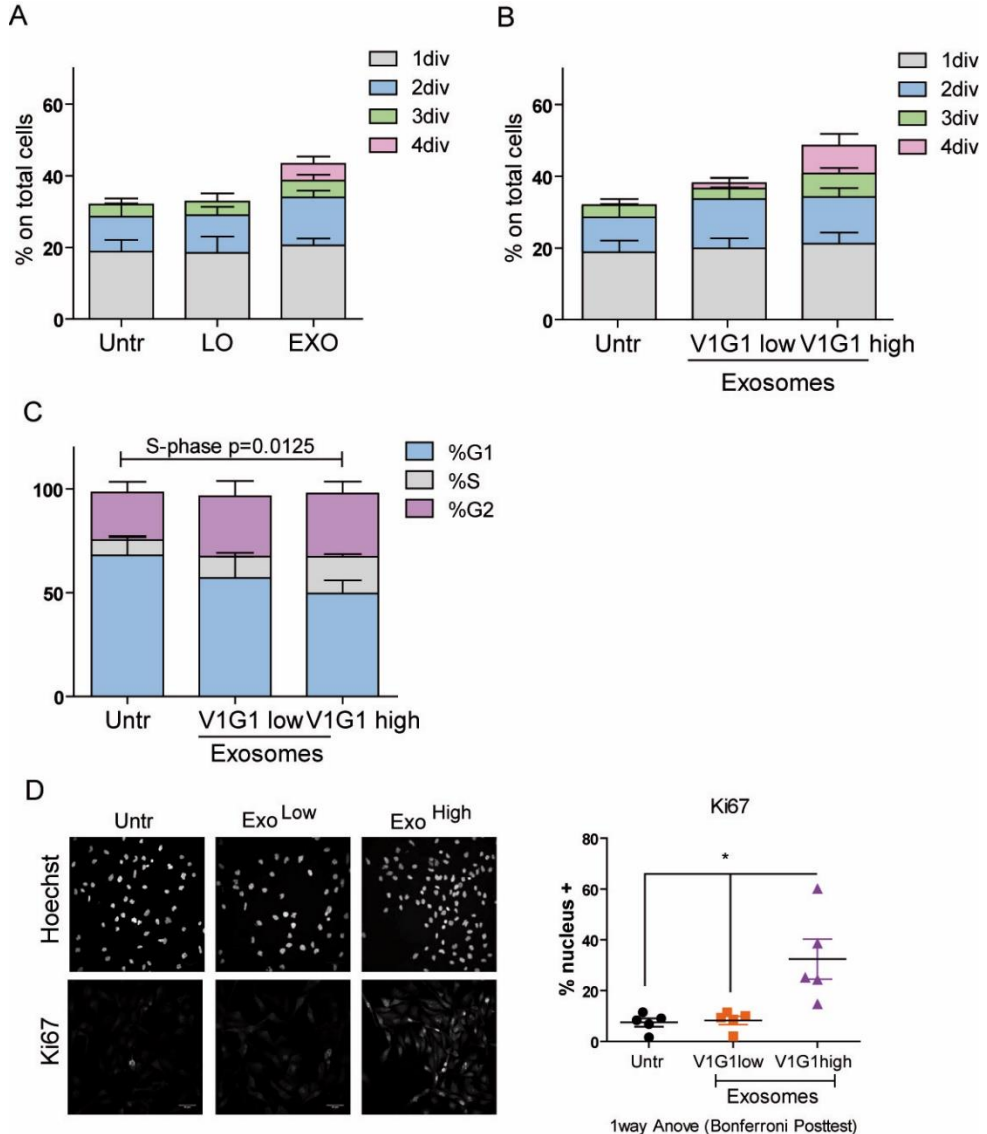 A
% on total cells
60
40
20
0
1div
2div
3div
4div
Untr
LO
EXO
B
% on total cells
60
40
20
0
1div
2div
3div
4div
Untr
V1G1 low
V1G1 high
Exosomes
C
S-phase p=0.0125
100
50
0
%G1
%S
%G2
Untr
V1G1 low
V1G1 high
Exosomes
D
Untr
Exo Low
Exo High
Hoechst
Ki67
Ki67
% nucleus +
80
60
40
20
0
*
Untr
V1G1low
V1G1high
Exosomes
1way Anove (Bonferroni Posttest)